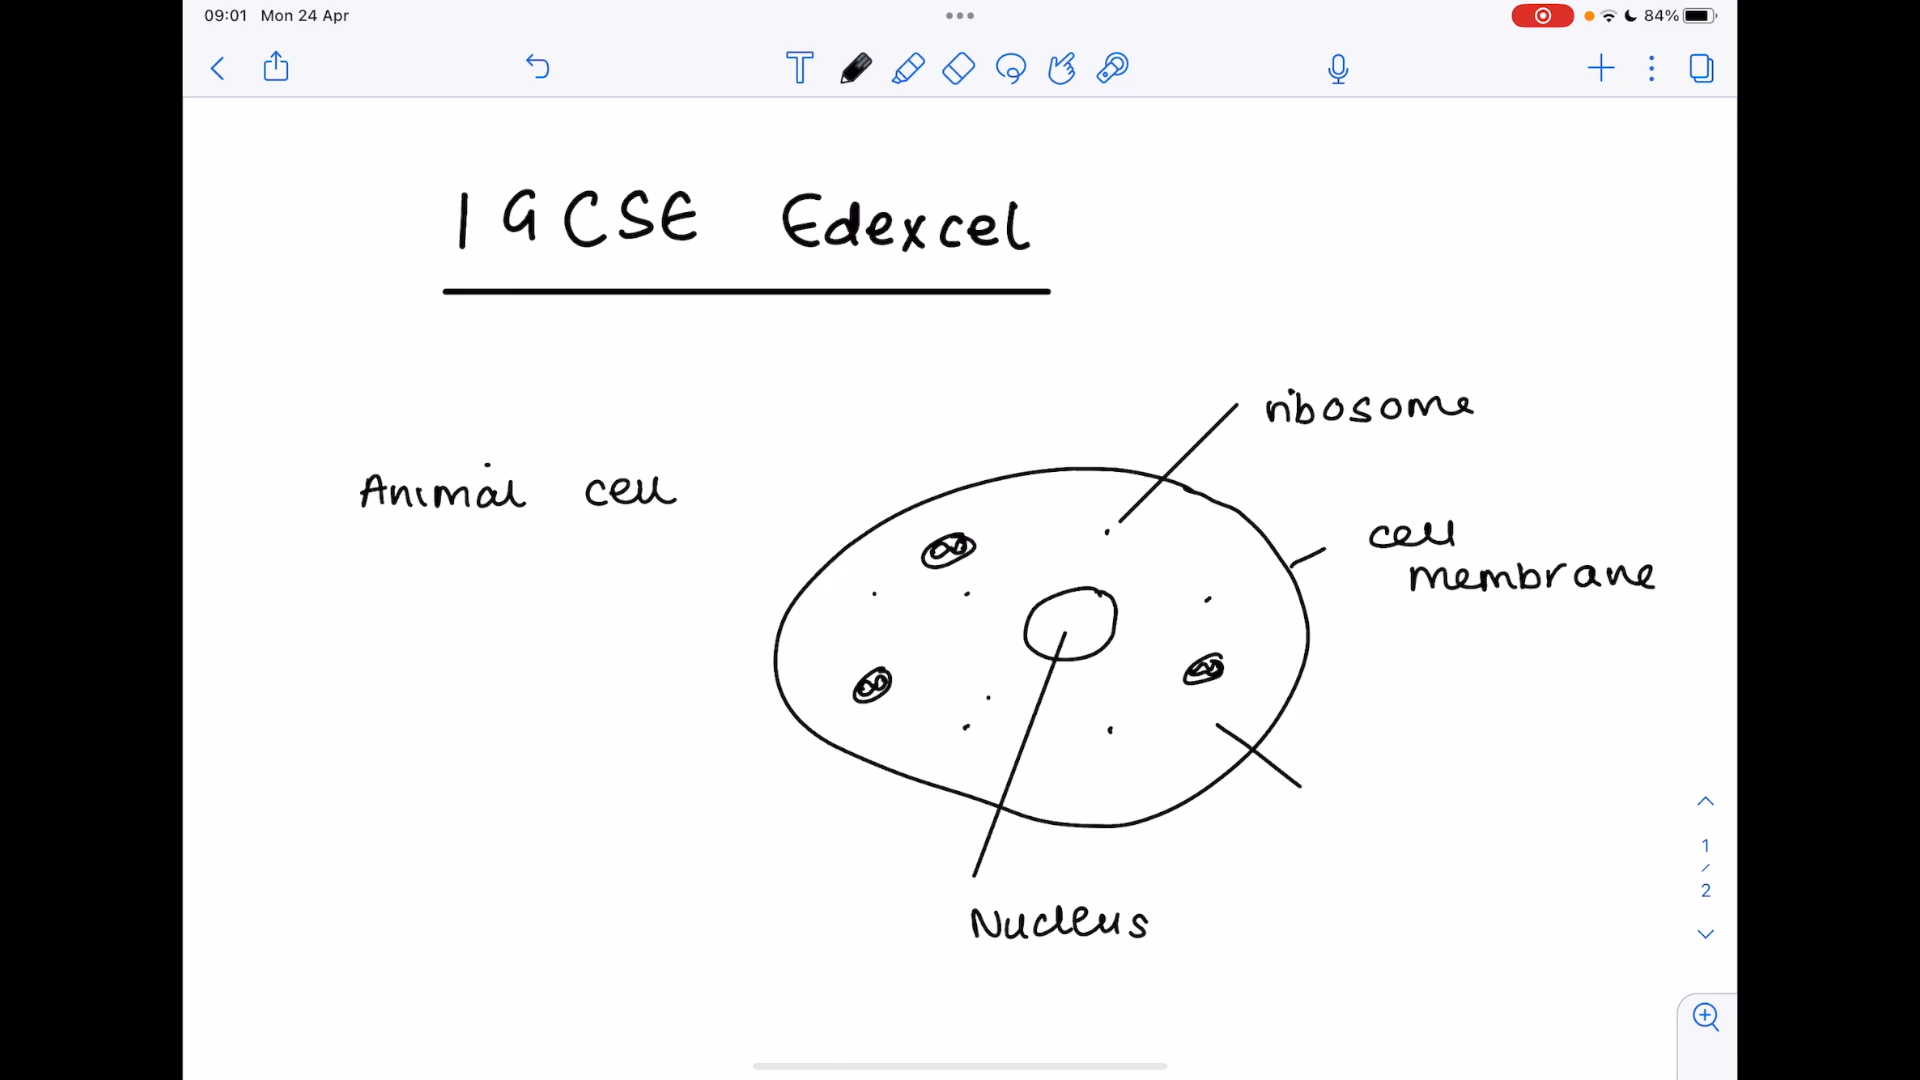 09:01 Mon 24 Apr
84%
IGCSE Edexcel
ribosome
Animal cell
cell
membrane
1
/
2
Nucleus